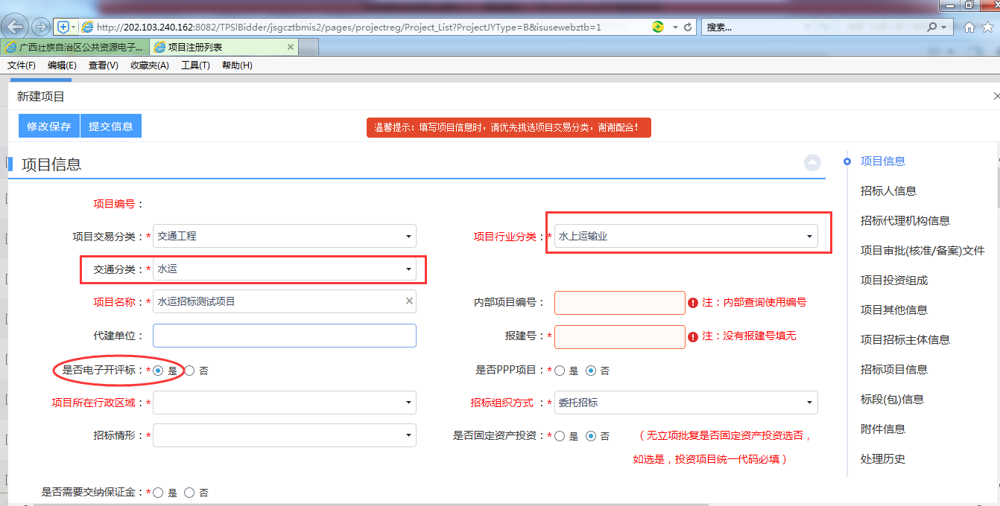 http://202.103.240.162:8082/TPSlBidder/jsgcztbmis2/pages/projectreg/Project_List?ProjectJYType=B&isusewebztb=1
搜索...
广西壮族自治区公共资源电子...
项目注册列表
文件(F) 编辑(E) 查看(V) 收藏夹(A) 工具(T) 帮助(H)
新建项目
修改保存 提交信息
温馨提示：填写项目信息时，请优先挑选项目交易分类，谢谢配合！
项目信息
项目编号：
项目交易分类：* 交通工程
项目行业分类：* 水上运输业
交通分类：* 水运
项目名称：* 水运招标测试项目
内部项目编号： 注：内部查询使用编号
代建单位：
报建号：* 注：没有报建号填无
是否电子开评标：* 是 否
是否PPP项目：* 是 否
项目所在行政区域：*
招标组织方式 ：* 委托招标
招标情形：*
是否固定资产投资：* 是 否 （无立项批复是否固定资产投资选否，
如选是，投资项目统一代码必填）
是否需要交纳保证金：* 是 否
项目信息
招标人信息
招标代理机构信息
项目审批(核准/备案)文件
项目投资组成
项目其他信息
项目招标主体信息
招标项目信息
标段(包)信息
附件信息
处理历史